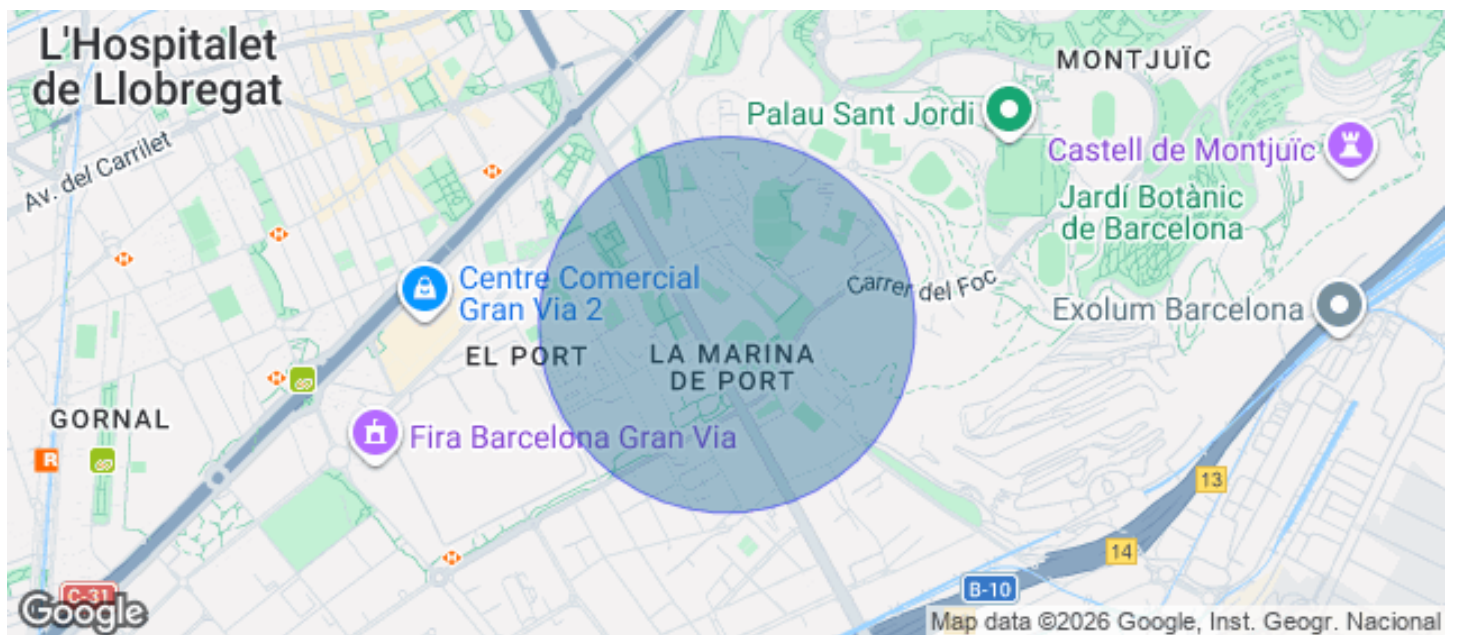 L'Hospitalet
de Llobregat
MONTJUÏC
Palau Sant Jordi
Castell de Montjuïc
Av. del Carrilet
Jardí Botànic
de Barcelona
Centre Comercial
Gran Via 2
Carrer del Foc
Exolum Barcelona
EL PORT
LA MARINA
DE PORT
GORNAL
Fira Barcelona Gran Via
R
13
14
B-10
C-31
Google
Map data ©2026 Google, Inst. Geogr. Nacional